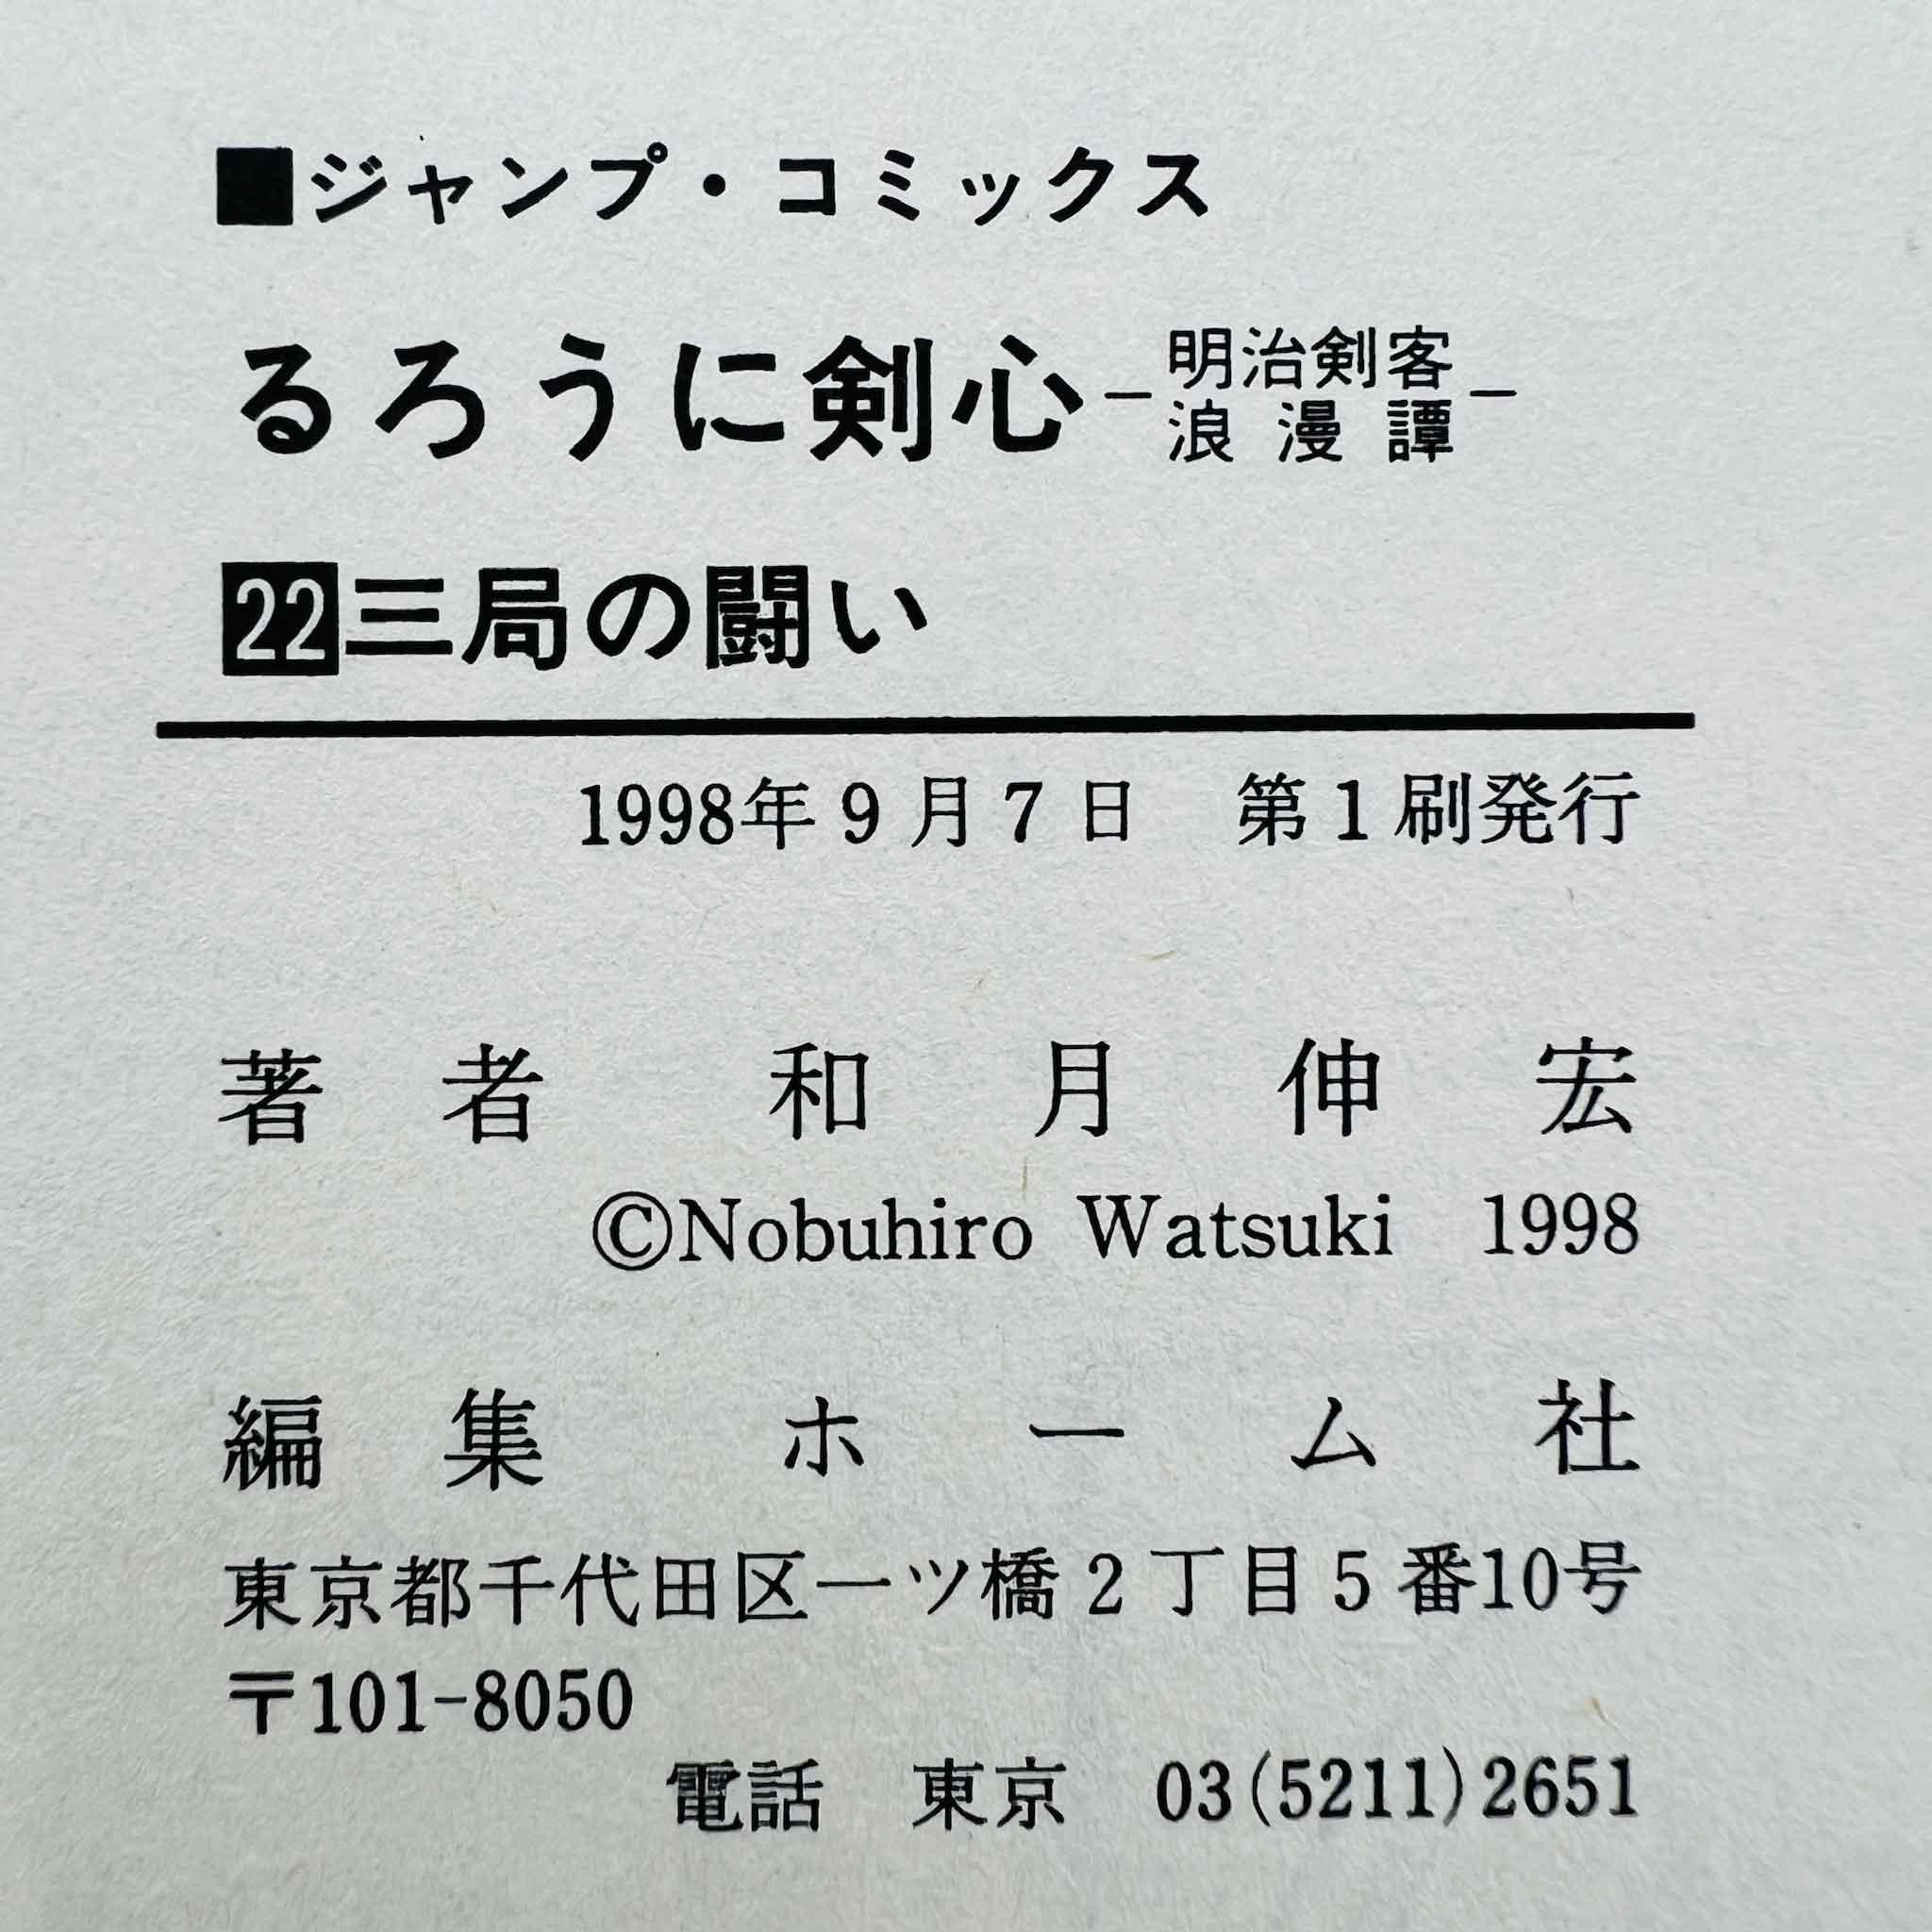 ■ジャンプ・コミックス
るろうに剣心－明治剣客浪漫譚－
22三局の闘い
1998年9月7日　第1刷発行
著者　和月伸宏
©Nobuhiro Watsuki 1998
編集　ホーム社
東京都千代田区一ツ橋2丁目5番10号
〒101-8050
電話　東京　03(5211)2651